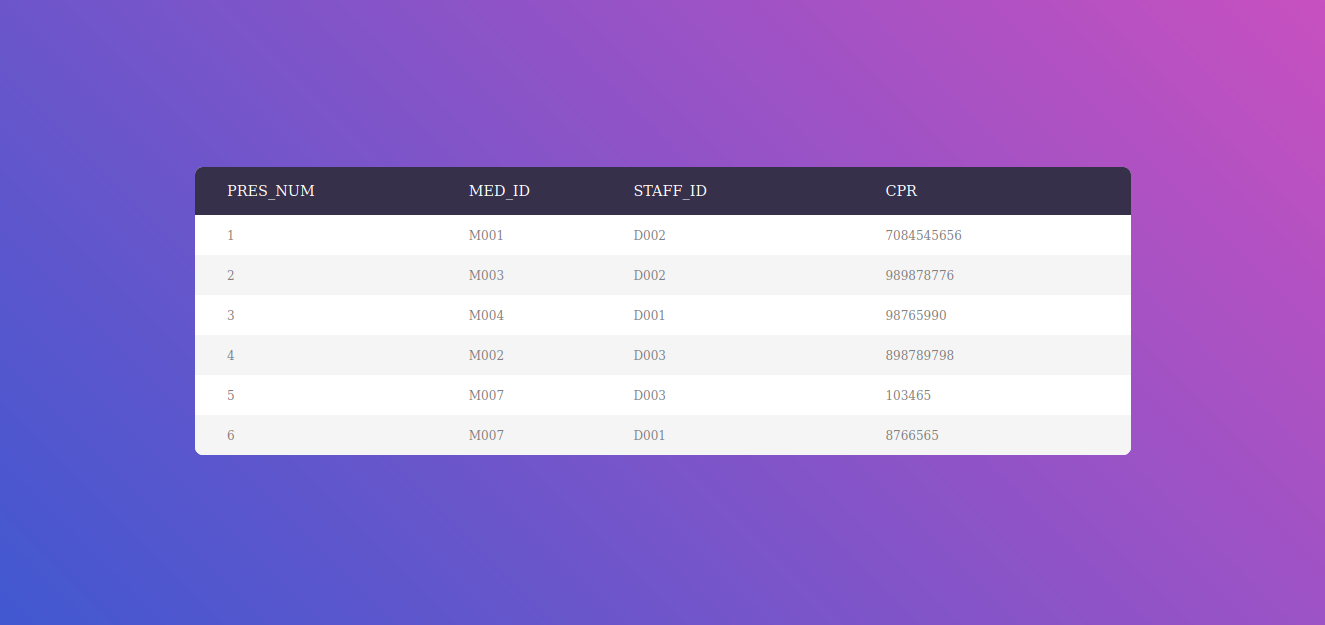 PRES_NUM MED_ID STAFF_ID CPR
1 M001 D002 7084545656
2 M003 D002 989878776
3 M004 D001 98765990
4 M002 D003 898789798
5 M007 D003 103465
6 M007 D001 8766565